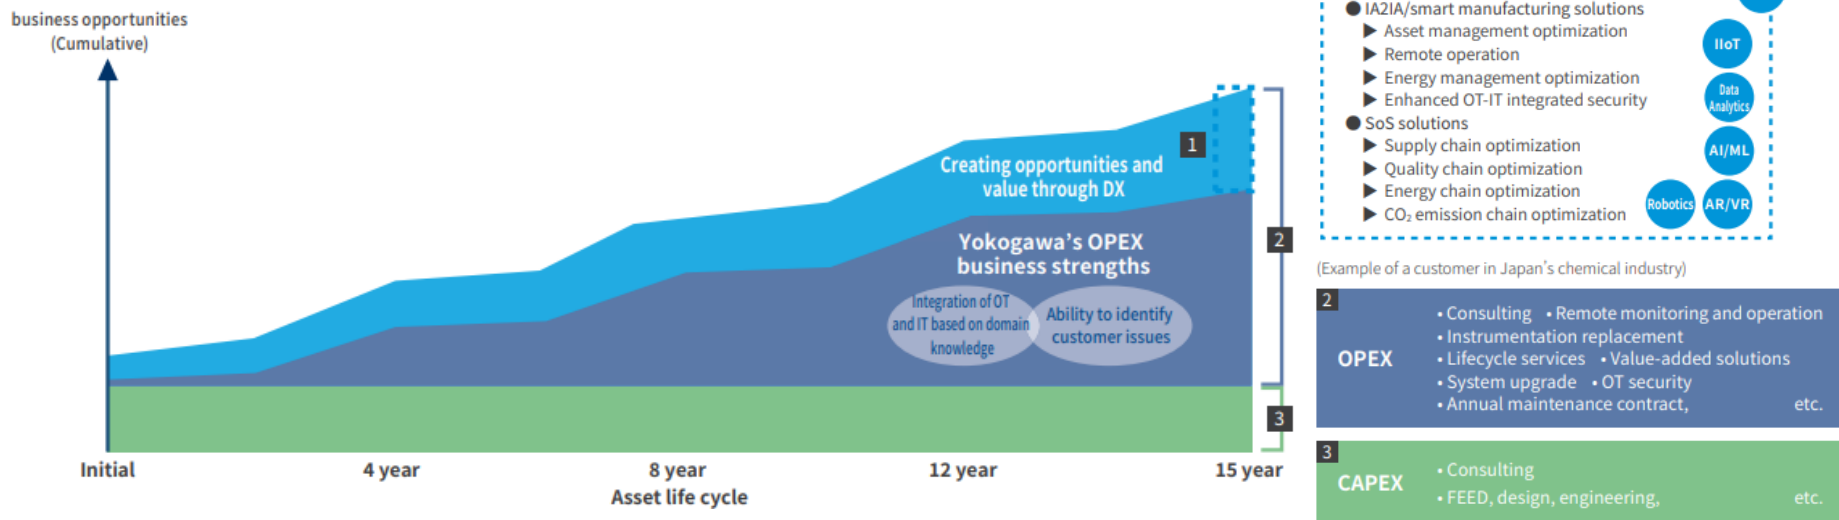 business opportunities
(Cumulative)
1
Creating opportunities and
value through DX
2
Yokogawa's OPEX
business strengths
Integration of OT
and IT based on domain
knowledge
Ability to identify
customer issues
3
Initial
4 year
8 year
12 year
15 year
Asset life cycle
● IA2IA/smart manufacturing solutions
▶ Asset management optimization
▶ Remote operation
▶ Energy management optimization
▶ Enhanced OT-IT integrated security
● SoS solutions
▶ Supply chain optimization
▶ Quality chain optimization
▶ Energy chain optimization
▶ CO₂ emission chain optimization
IIoT
Data
Analytics
AI/ML
Robotics
AR/VR
(Example of a customer in Japan's chemical industry)
2
OPEX
• Consulting • Remote monitoring and operation
• Instrumentation replacement
• Lifecycle services • Value-added solutions
• System upgrade • OT security
• Annual maintenance contract, etc.
3
CAPEX
• Consulting
• FEED, design, engineering, etc.